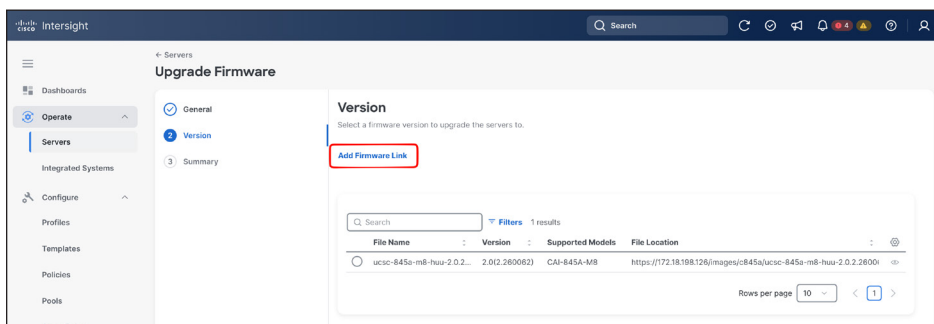 cisco Intersight
Search
4
← Servers
Upgrade Firmware
Dashboards
Operate
Servers
Integrated Systems
Configure
Profiles
Templates
Policies
Pools
General
2 Version
3 Summary
Version
Select a firmware version to upgrade the servers to.
Add Firmware Link
Search
Filters 1 results
File Name Version Supported Models File Location
ucsc-845a-m8-huu-2.0.2... 2.0(2.260062) CAI-845A-M8 https://172.18.198.126/images/c845a/ucsc-845a-m8-huu-2.0.2.2600
Rows per page 10 1